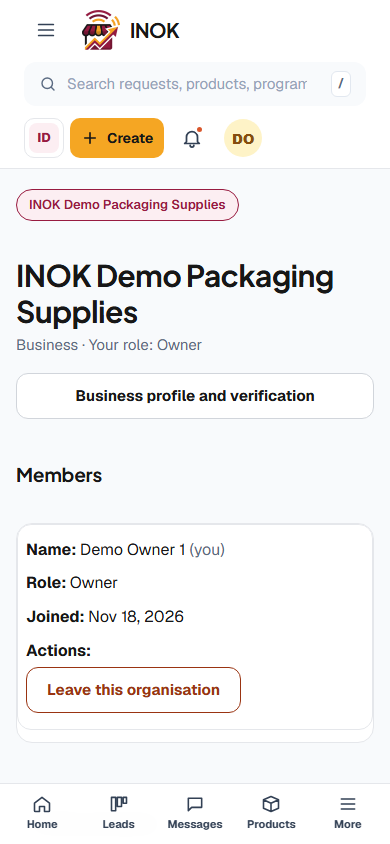 INOK
Search requests, products, program
/
ID
Create
DO
INOK Demo Packaging Supplies
INOK Demo Packaging
Supplies
Business · Your role: Owner
Business profile and verification
Members
Name: Demo Owner 1 (you)
Role: Owner
Joined: Nov 18, 2026
Actions:
Leave this organisation
Home
Leads
Messages
Products
More